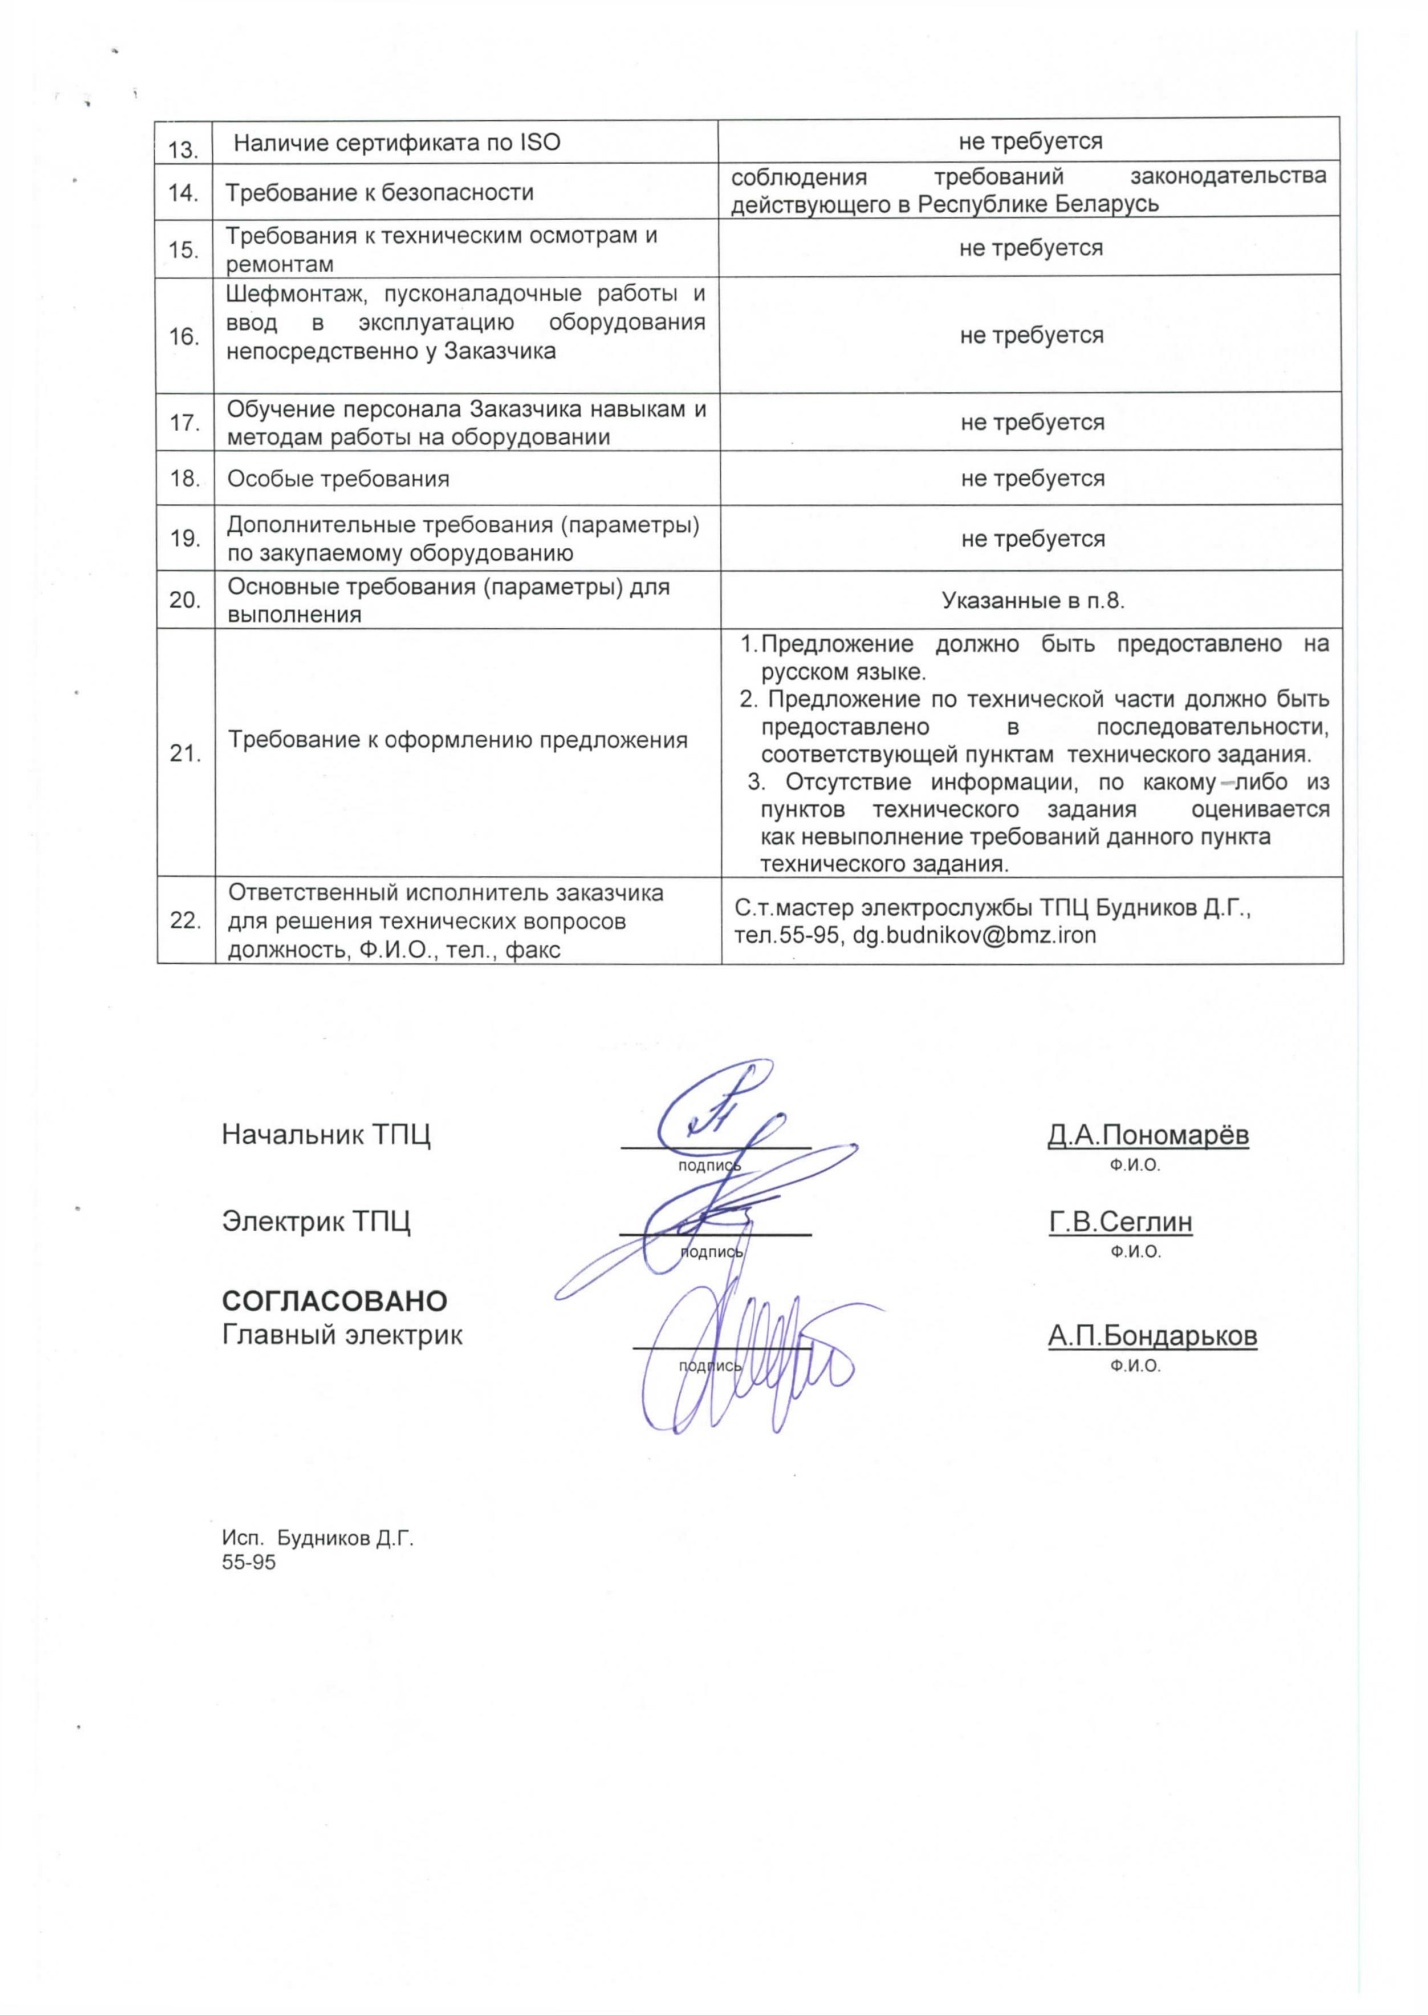 13. Наличие сертификата по ISO не требуется
14. Требование к безопасности соблюдения требований законодательства
действующего в Республике Беларусь
15. Требования к техническим осмотрам и
ремонтам
не требуется
16. Шефмонтаж, пусконаладочные работы и
ввод в эксплуатацию оборудования
непосредственно у Заказчика
не требуется
17. Обучение персонала Заказчика навыкам и
методам работы на оборудовании
не требуется
18. Особые требования не требуется
19. Дополнительные требования (параметры)
по закупаемому оборудованию
не требуется
20. Основные требования (параметры) для
выполнения
Указанные в п.8.
21. Требование к оформлению предложения
1.Предложение должно быть предоставлено на
русском языке.
2. Предложение по технической части должно быть
предоставлено в последовательности,
соответствующей пунктам технического задания.
3. Отсутствие информации, по какому–либо из
пунктов технического задания оценивается
как невыполнение требований данного пункта
технического задания.
22. Ответственный исполнитель заказчика
для решения технических вопросов
должность, Ф.И.О., тел., факс
С.т.мастер электрослужбы ТПЦ Будников Д.Г.,
тел.55-95, dg.budnikov@bmz.iron
Начальник ТПЦ Д.А.Пономарёв
подпись Ф.И.О.
Электрик ТПЦ Г.В.Сеглин
подпись Ф.И.О.
СОГЛАСОВАНО
Главный электрик А.П.Бондарьков
подпись Ф.И.О.
Исп. Будников Д.Г.
55-95